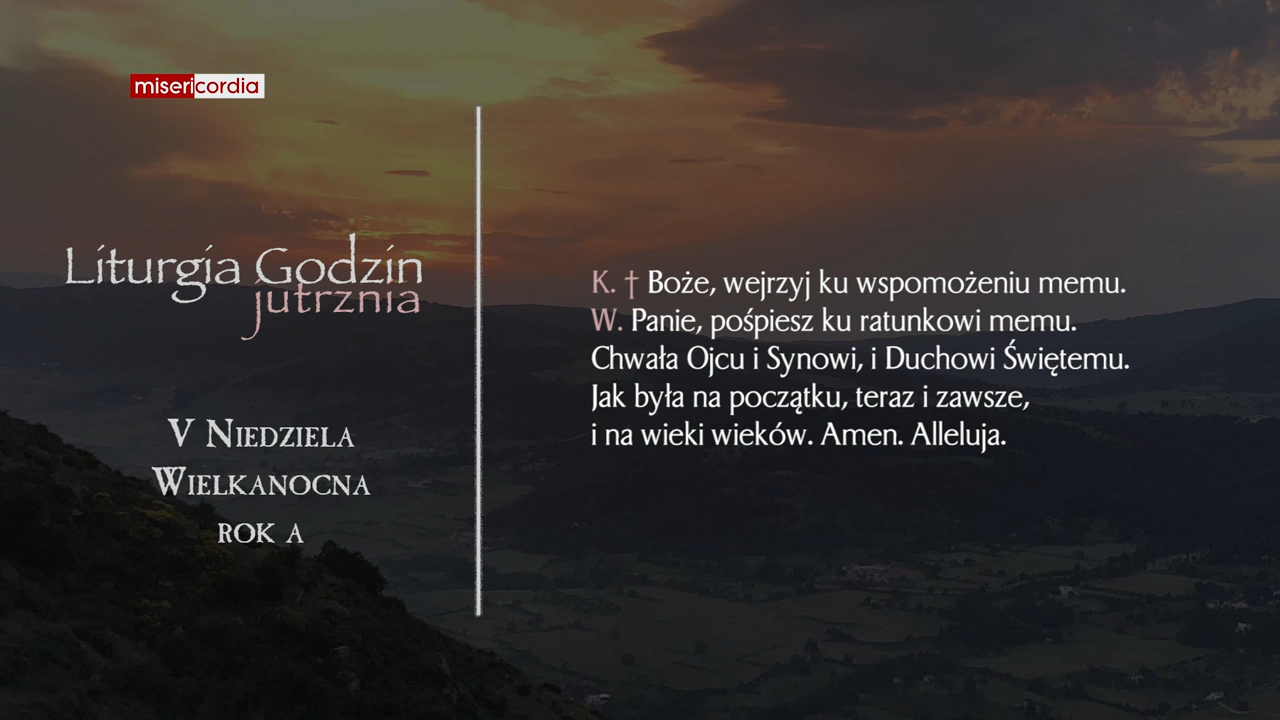 misericordia
Liturgia Godzin
jutrznia
V Niedziela
Wielkanocna
rok a
K. † Boże, wejrzyj ku wspomożeniu memu.
W. Panie, pośpiesz ku ratunkowi memu.
Chwała Ojcu i Synowi, i Duchowi Świętemu.
Jak była na początku, teraz i zawsze,
i na wieki wieków. Amen. Alleluja.